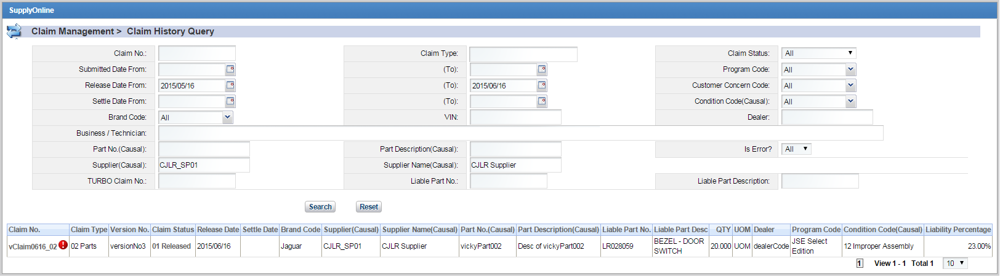 SupplyOnline
Claim Management > Claim History Query
Claim No.: Claim Type: Claim Status: All
Submitted Date From: (To): Program Code: All
Release Date From: 2015/05/16 (To): 2015/06/16 Customer Concern Code: All
Settle Date From: (To): Condition Code(Causal): All
Brand Code: All VIN: Dealer:
Business / Technician:
Part No.(Causal): Part Description(Causal): Is Error? All
Supplier(Causal): CJLR_SP01 Supplier Name(Causal): CJLR Supplier
TURBO Claim No.: Liable Part No.: Liable Part Description:
Search Reset
Claim No. Claim Type Version No. Claim Status Release Date Settle Date Brand Code Supplier(Causal) Supplier Name(Causal) Part No.(Causal) Part Description(Causal) Liable Part No. Liable Part Desc QTY UOM Dealer Program Code Condition Code(Causal) Liability Percentage
vClaim0616_02 02 Parts versionNo3 01 Released 2015/06/16 Jaguar CJLR_SP01 CJLR Supplier vickyPart002 Desc of vickyPart002 LR028059 BEZEL - DOOR SWITCH 20.000 UOM dealerCode JSE Select Edition 12 Improper Assembly 23.00%
1 View 1 - 1 Total 1 10